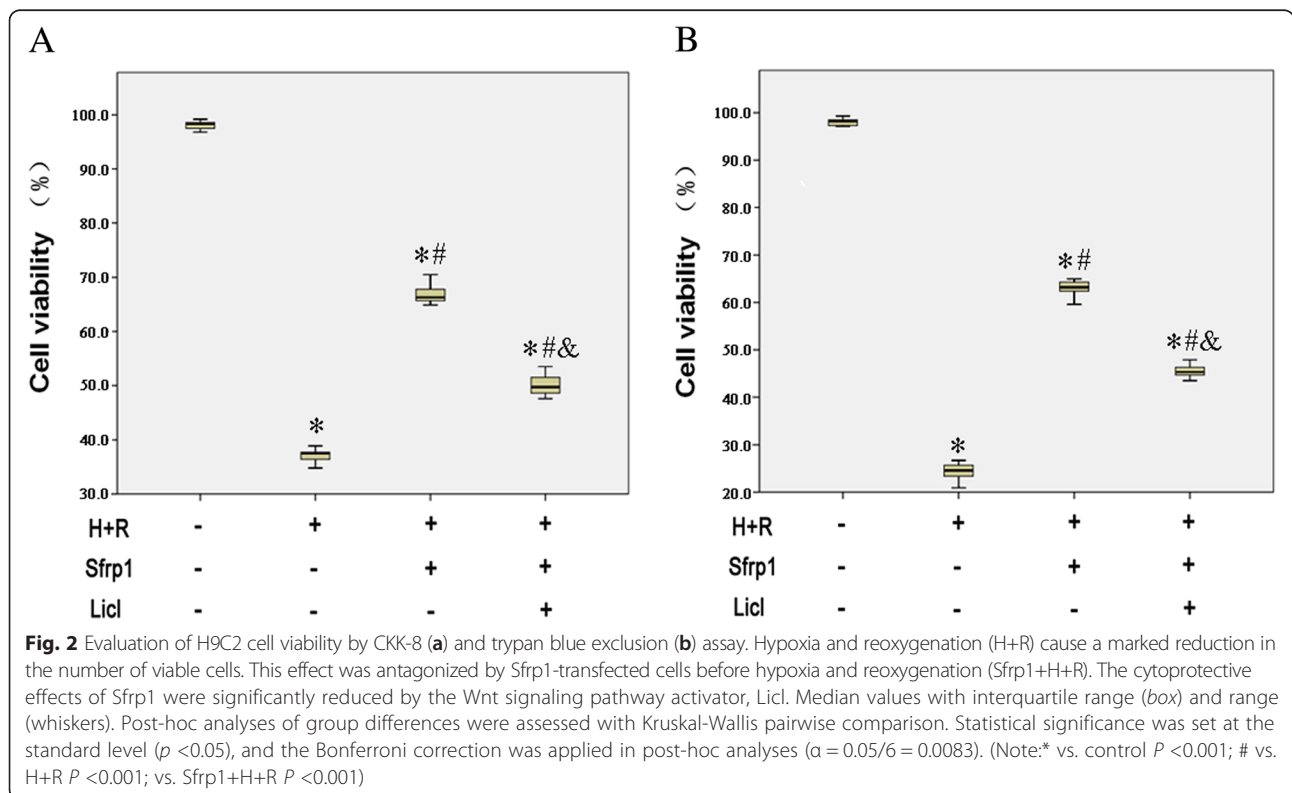 A
B
Cell viability (%)
100.0
90.0
80.0
70.0
60.0
50.0
40.0
30.0
*
*#
*#&
H+R - + + +
Sfrp1 - - + +
Licl - - - +
Cell viability (%)
100.0
90.0
80.0
70.0
60.0
50.0
40.0
30.0
20.0
*
*#
*#&
H+R - + + +
Sfrp1 - - + +
Licl - - - +
Fig. 2 Evaluation of H9C2 cell viability by CKK-8 (a) and trypan blue exclusion (b) assay. Hypoxia and reoxygenation (H+R) cause a marked reduction in
the number of viable cells. This effect was antagonized by Sfrp1-transfected cells before hypoxia and reoxygenation (Sfrp1+H+R). The cytoprotective
effects of Sfrp1 were significantly reduced by the Wnt signaling pathway activator, Licl. Median values with interquartile range (box) and range
(whiskers). Post-hoc analyses of group differences were assessed with Kruskal-Wallis pairwise comparison. Statistical significance was set at the
standard level (p <0.05), and the Bonferroni correction was applied in post-hoc analyses (α = 0.05/6 = 0.0083). (Note:* vs. control P <0.001; # vs.
H+R P <0.001; vs. Sfrp1+H+R P <0.001)